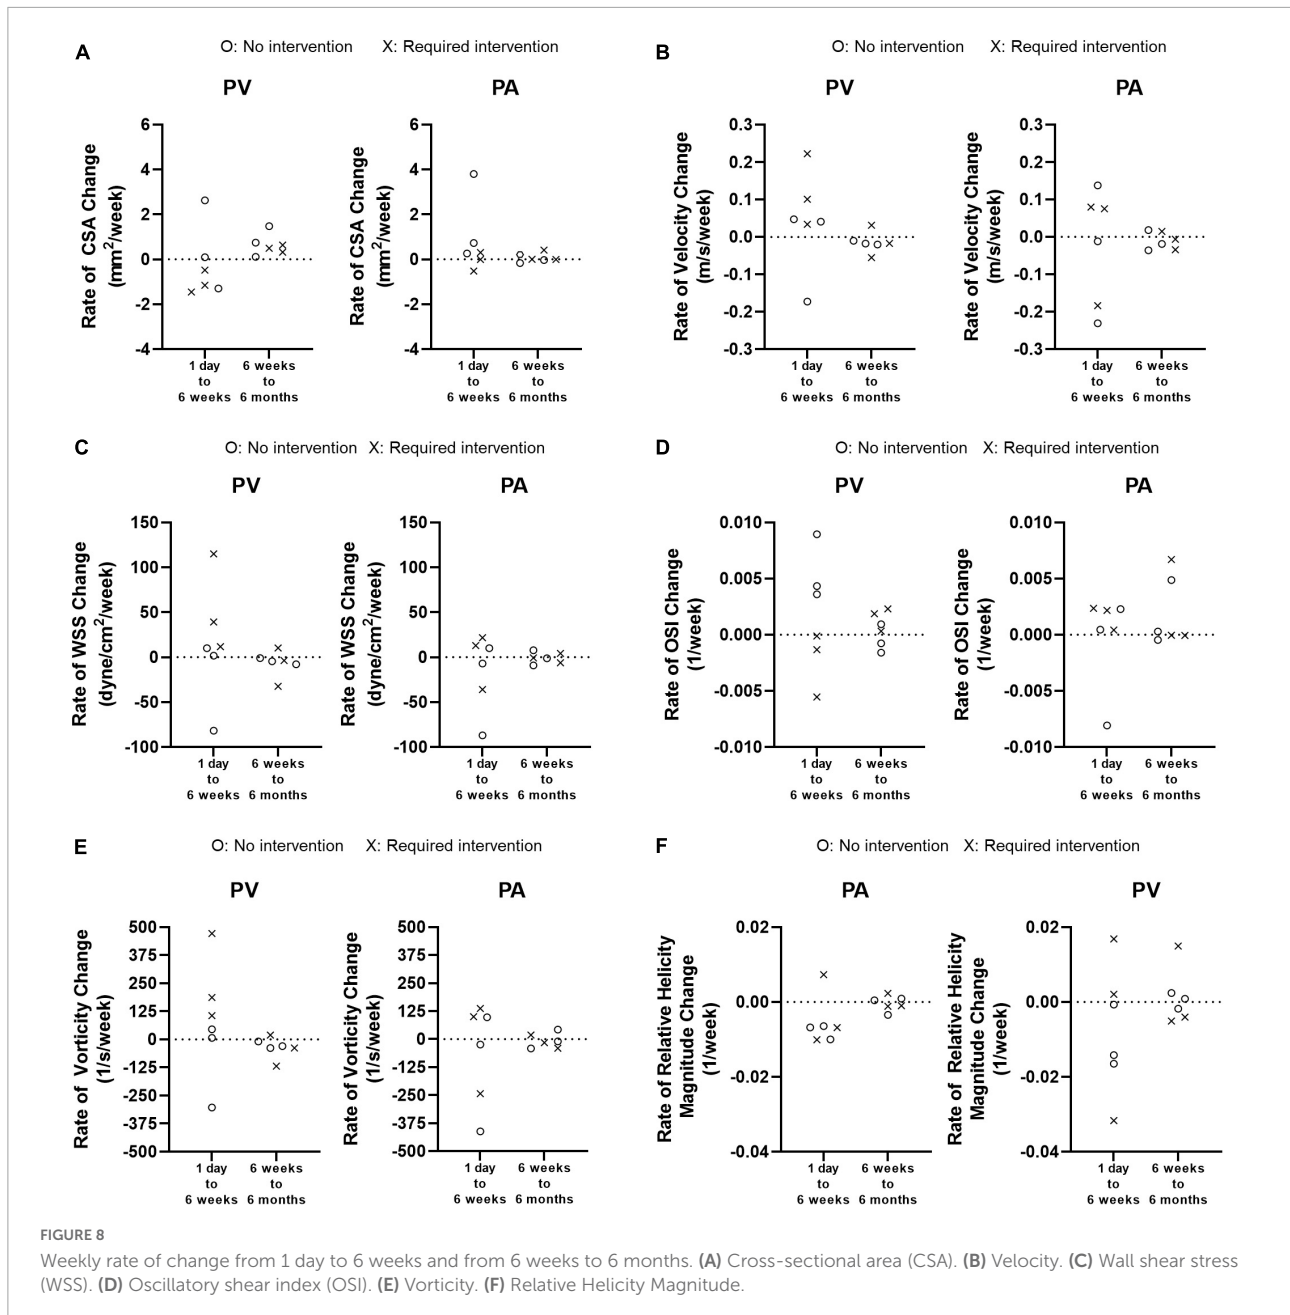 A
O: No intervention X: Required intervention
PV
PA
Rate of CSA Change
(mm²/week)
6
4
2
0
-2
-4
1 day
to
6 weeks
6 weeks
to
6 months
Rate of CSA Change
(mm²/week)
6
4
2
0
-2
-4
1 day
to
6 weeks
6 weeks
to
6 months
B
O: No intervention X: Required intervention
PV
PA
Rate of Velocity Change
(m/s/week)
0.3
0.2
0.1
0.0
-0.1
-0.2
-0.3
1 day
to
6 weeks
6 weeks
to
6 months
Rate of Velocity Change
(m/s/week)
0.3
0.2
0.1
0.0
-0.1
-0.2
-0.3
1 day
to
6 weeks
6 weeks
to
6 months
C
O: No intervention X: Required intervention
PV
PA
Rate of WSS Change
(dyne/cm²/week)
150
100
50
0
-50
-100
1 day
to
6 weeks
6 weeks
to
6 months
Rate of WSS Change
(dyne/cm²/week)
150
100
50
0
-50
-100
1 day
to
6 weeks
6 weeks
to
6 months
D
O: No intervention X: Required intervention
PV
PA
Rate of OSI Change
(1/week)
0.010
0.005
0.000
-0.005
-0.010
1 day
to
6 weeks
6 weeks
to
6 months
Rate of OSI Change
(1/week)
0.010
0.005
0.000
-0.005
-0.010
1 day
to
6 weeks
6 weeks
to
6 months
E
O: No intervention X: Required intervention
PV
PA
Rate of Vorticity Change
(1/s/week)
500
375
250
125
0
-125
-250
-375
-500
1 day
to
6 weeks
6 weeks
to
6 months
Rate of Vorticity Change
(1/s/week)
500
375
250
125
0
-125
-250
-375
-500
1 day
to
6 weeks
6 weeks
to
6 months
F
O: No intervention X: Required intervention
PA
PV
Rate of Relative Helicity
Magnitude Change
(1/week)
0.02
0.00
-0.02
-0.04
1 day
to
6 weeks
6 weeks
to
6 months
Rate of Relative Helicity
Magnitude Change
(1/week)
0.02
0.00
-0.02
-0.04
1 day
to
6 weeks
6 weeks
to
6 months
FIGURE 8
Weekly rate of change from 1 day to 6 weeks and from 6 weeks to 6 months. (A) Cross-sectional area (CSA). (B) Velocity. (C) Wall shear stress
(WSS). (D) Oscillatory shear index (OSI). (E) Vorticity. (F) Relative Helicity Magnitude.